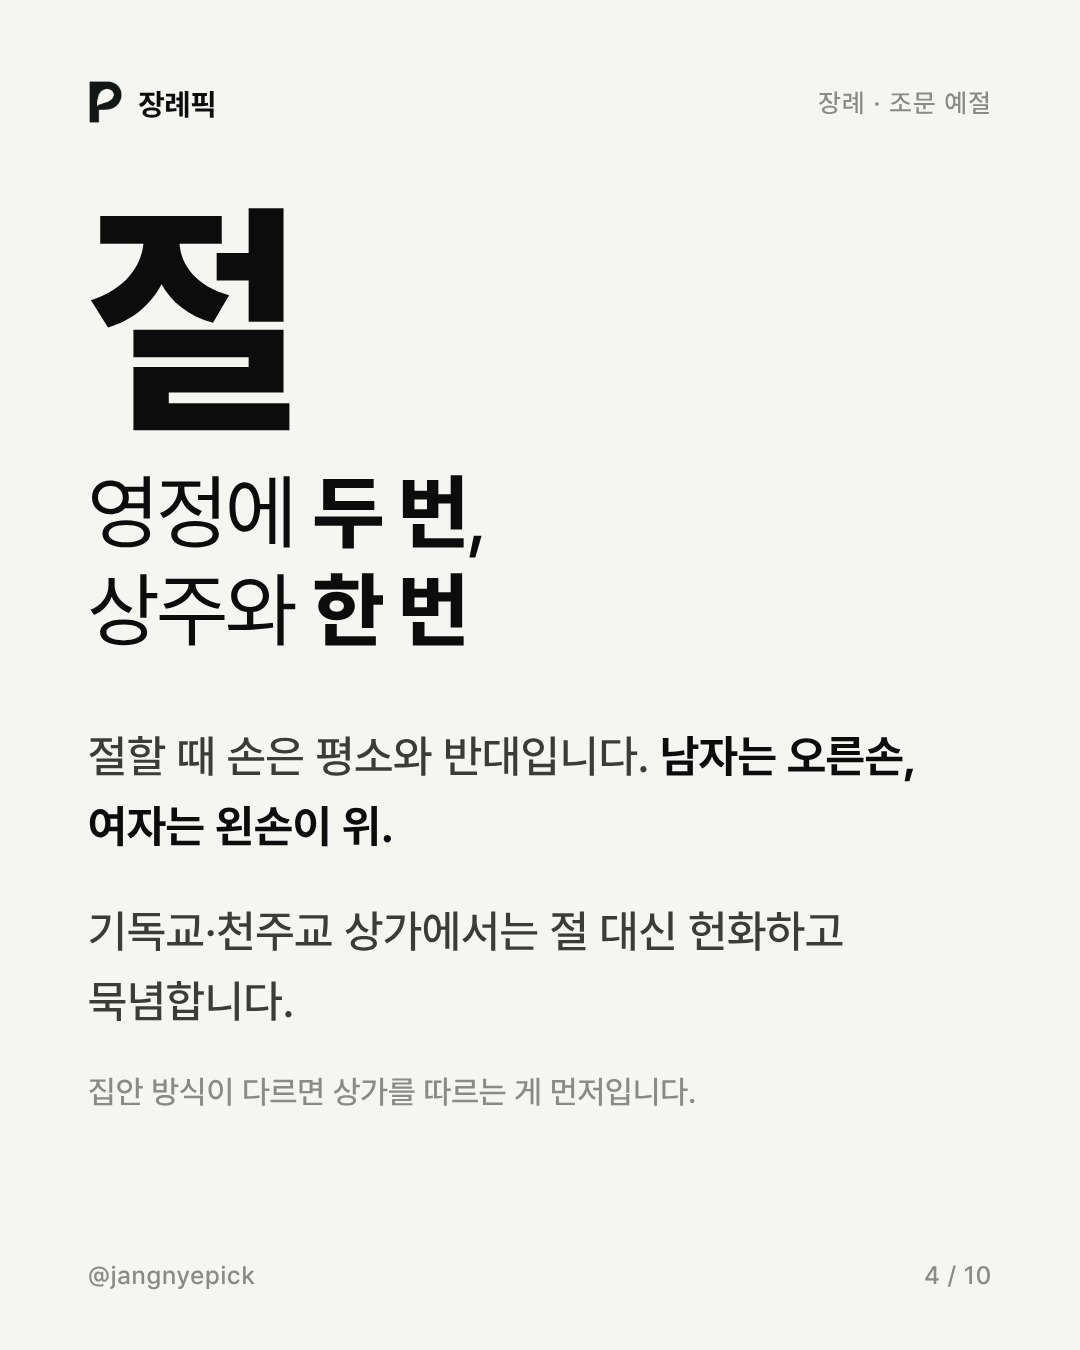 장례픽
장례 · 조문 예절
절
영정에 두 번,
상주와 한 번
절할 때 손은 평소와 반대입니다. 남자는 오른손,
여자는 왼손이 위.
기독교·천주교 상가에서는 절 대신 헌화하고
묵념합니다.
집안 방식이 다르면 상가를 따르는 게 먼저입니다.
@jangnyepick
4 / 10